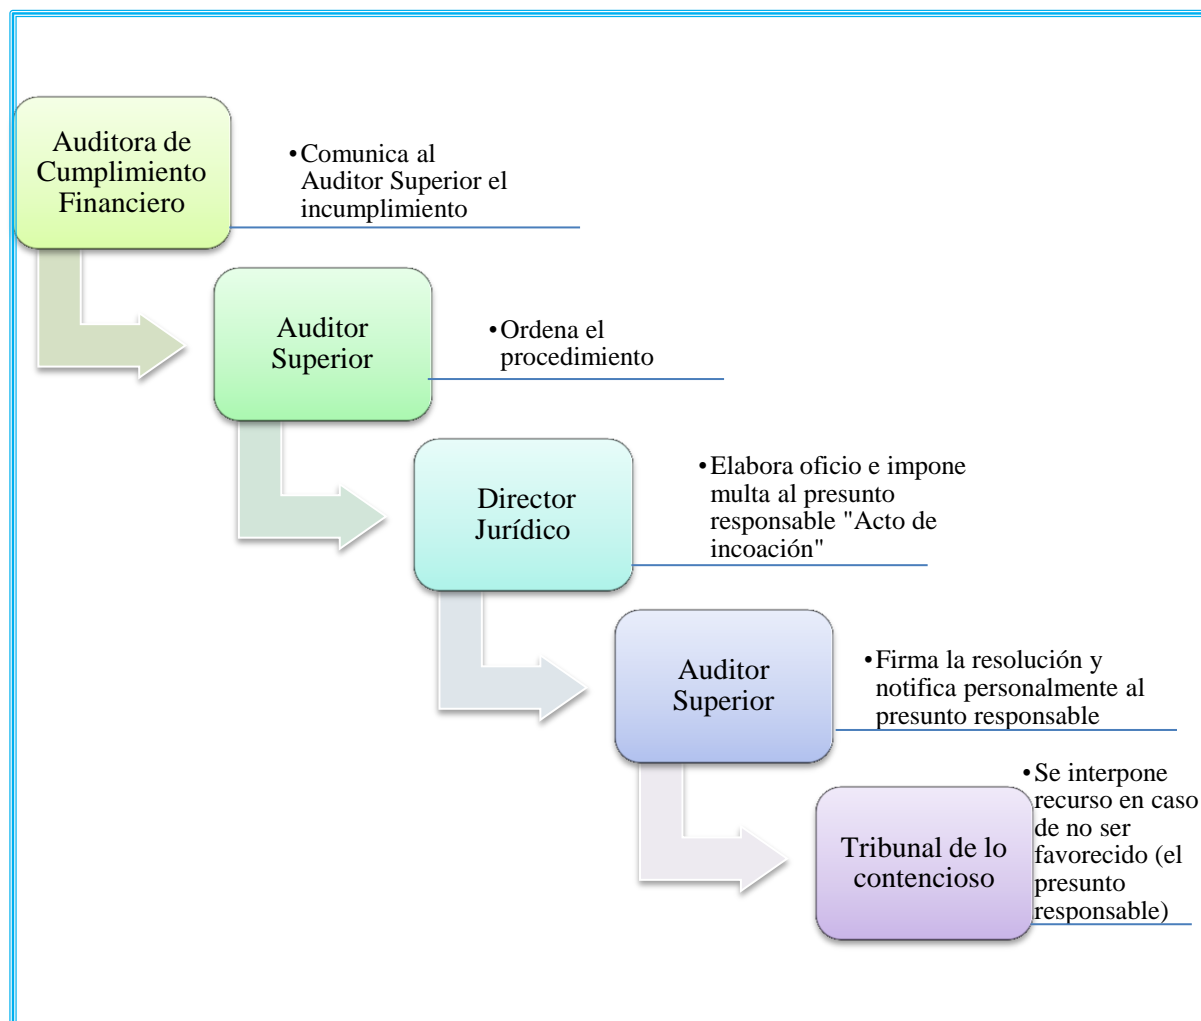 Auditora de
Cumplimiento
Financiero
•Comunica al
Auditor Superior el
incumplimiento
Auditor
Superior
•Ordena el
procedimiento
Director
Jurídico
•Elabora oficio e impone
multa al presunto
responsable "Acto de
incoación"
Auditor
Superior
•Firma la resolución y
notifica personalmente al
presunto responsable
Tribunal de lo
contencioso
•Se interpone
recurso en caso
de no ser
favorecido (el
presunto
responsable)